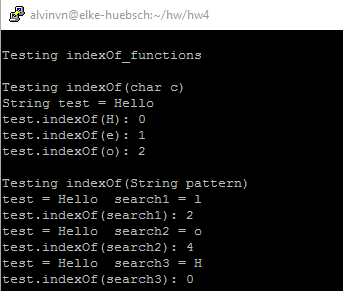 alvinvn@elke-huebsch:~/hw/hw4
Testing indexOf_functions
Testing indexOf(char c)
String test = Hello
test.indexOf(H): 0
test.indexOf(e): 1
test.indexOf(o): 2
Testing indexOf(String pattern)
test = Hello  search1 = l
test.indexOf(search1): 2
test = Hello  search2 = o
test.indexOf(search2): 4
test = Hello  search3 = H
test.indexOf(search3): 0